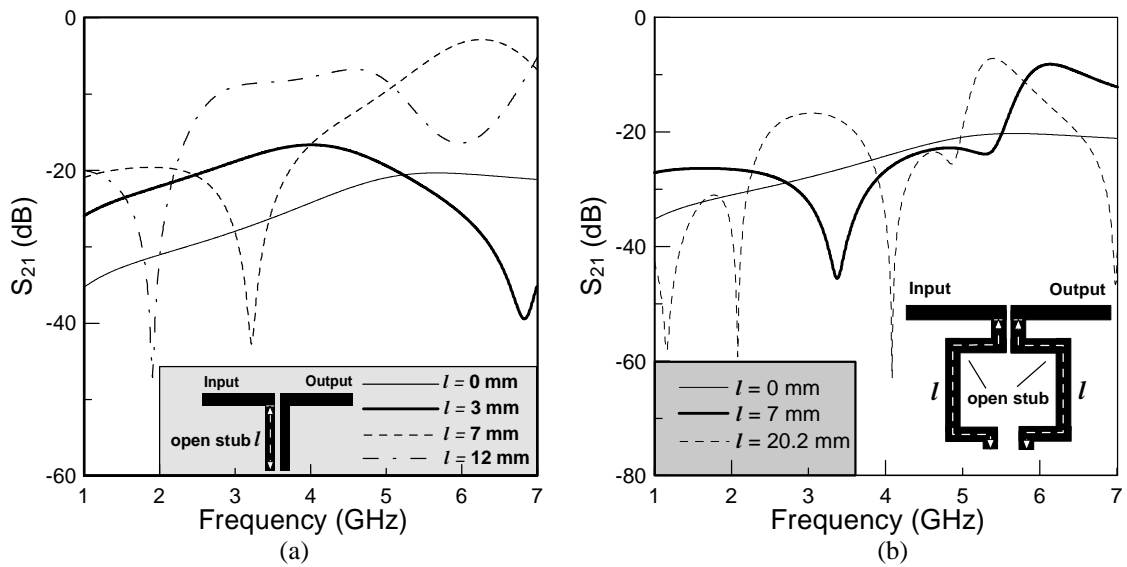 0
-20
-40
-60
S21 (dB)
Input
Output
open stub l
l = 0 mm
l = 3 mm
l = 7 mm
l = 12 mm
1 2 3 4 5 6 7
Frequency (GHz)
(a)
0
-20
-40
-60
-80
S21 (dB)
Input
Output
l
open stub
l
l = 0 mm
l = 7 mm
l = 20.2 mm
1 2 3 4 5 6 7
Frequency (GHz)
(b)